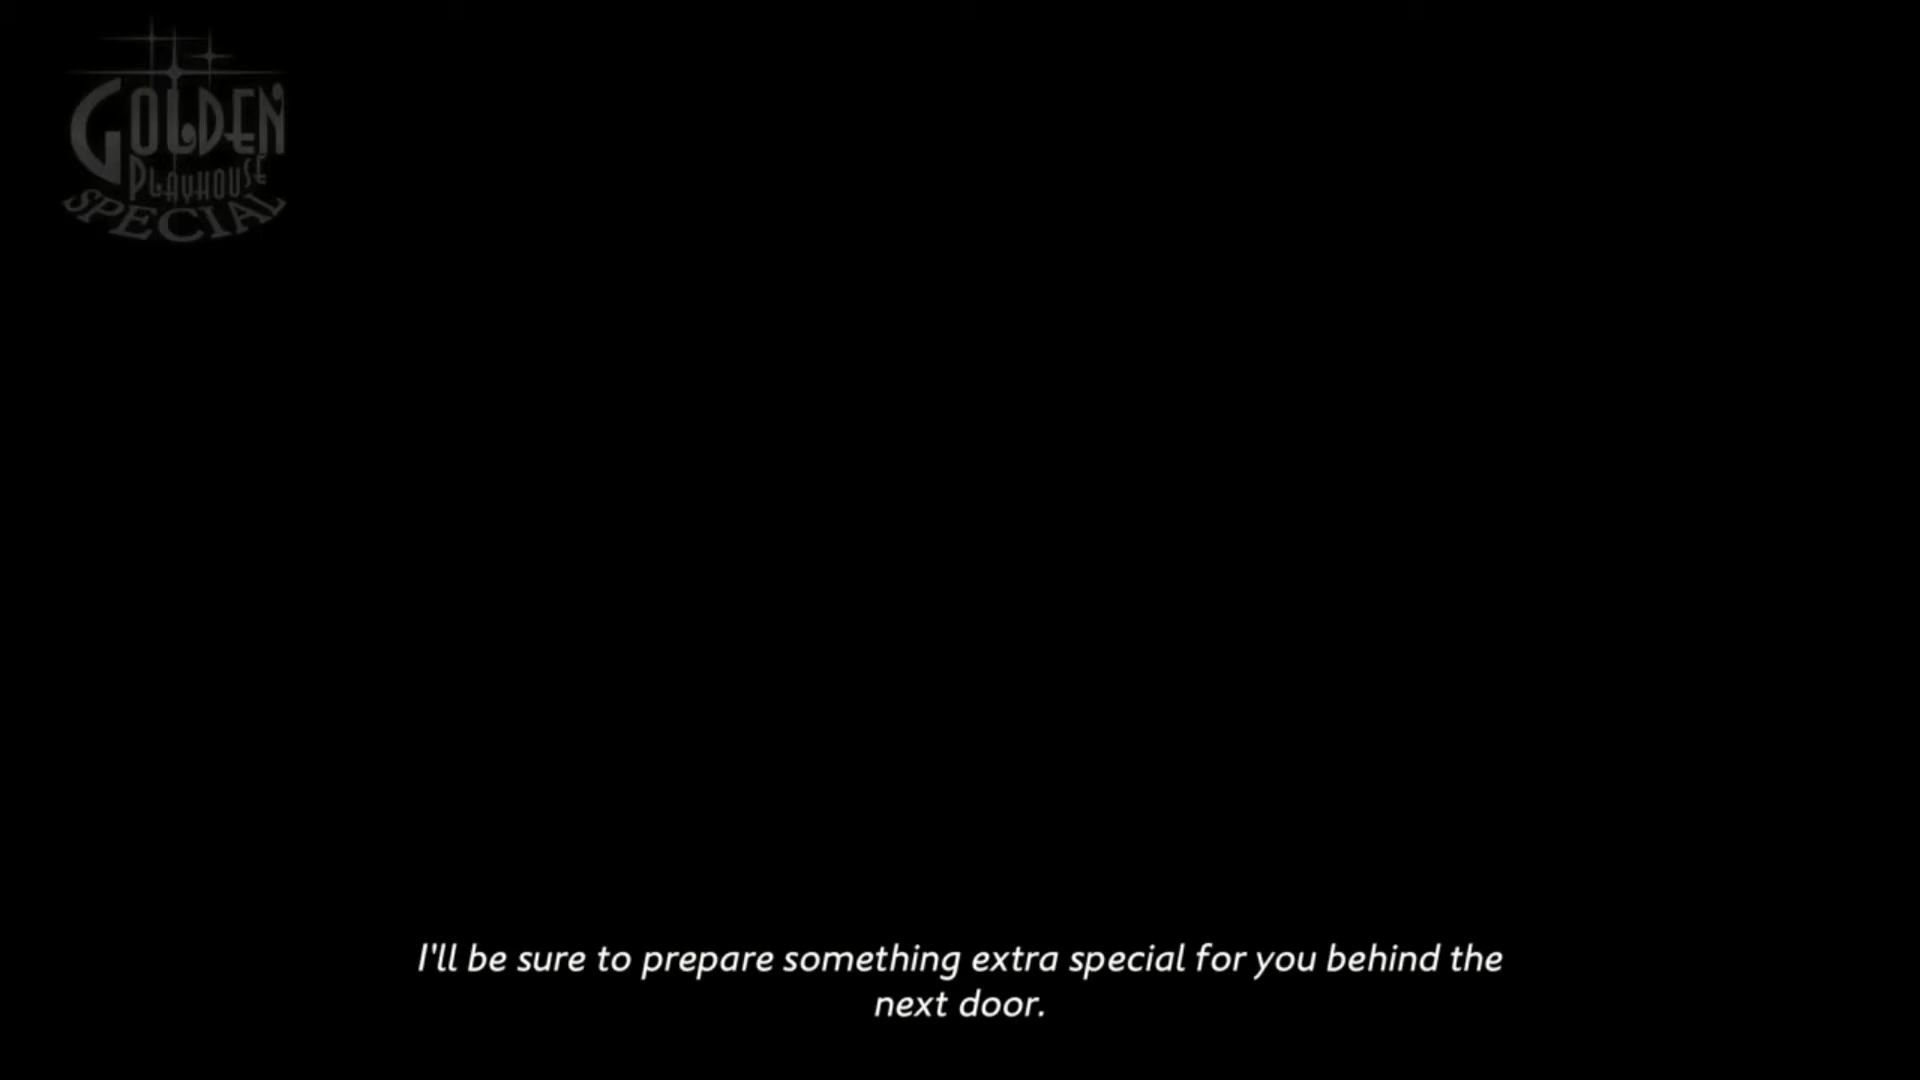 GOLDEN
PLAYHOUSE
SPECIAL
I'll be sure to prepare something extra special for you behind the
next door.